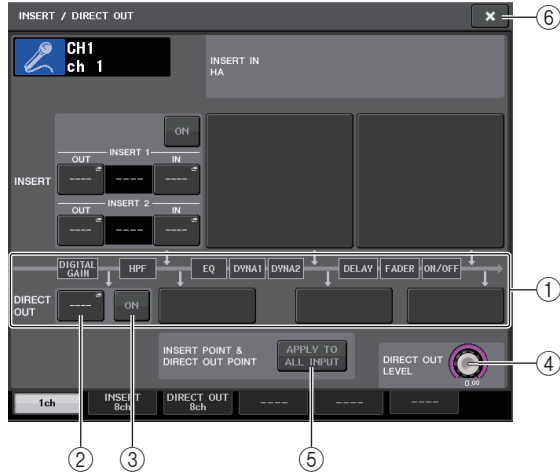 INSERT / DIRECT OUT
×
⑥
CH1
ch 1
INSERT IN
HA
ON
INSERT 1
OUT
IN
INSERT
----
----
----
INSERT 2
OUT
IN
----
----
----
DIGITAL
GAIN
HPF
EQ
DYNA1
DYNA2
DELAY
FADER
ON/OFF
①
DIRECT
OUT
----
ON
INSERT POINT &
DIRECT OUT POINT
APPLY TO
ALL INPUT
DIRECT OUT
LEVEL
0.00
④
1ch
INSERT
8ch
DIRECT OUT
8ch
----
----
----
②
③
⑤